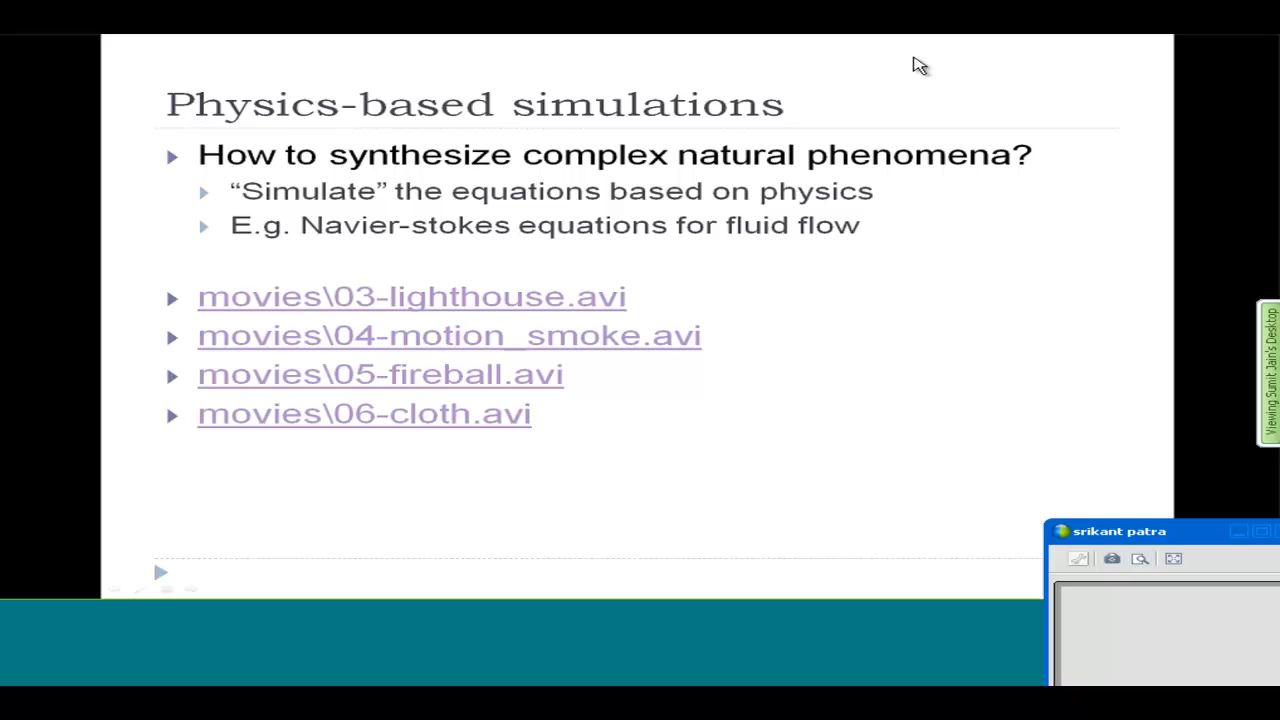 Physics-based simulations
How to synthesize complex natural phenomena?
“Simulate” the equations based on physics
E.g. Navier-stokes equations for fluid flow
movies\03-lighthouse.avi
movies\04-motion_smoke.avi
movies\05-fireball.avi
movies\06-cloth.avi
Viewing Sumit Jain's Desktop
srikant patra